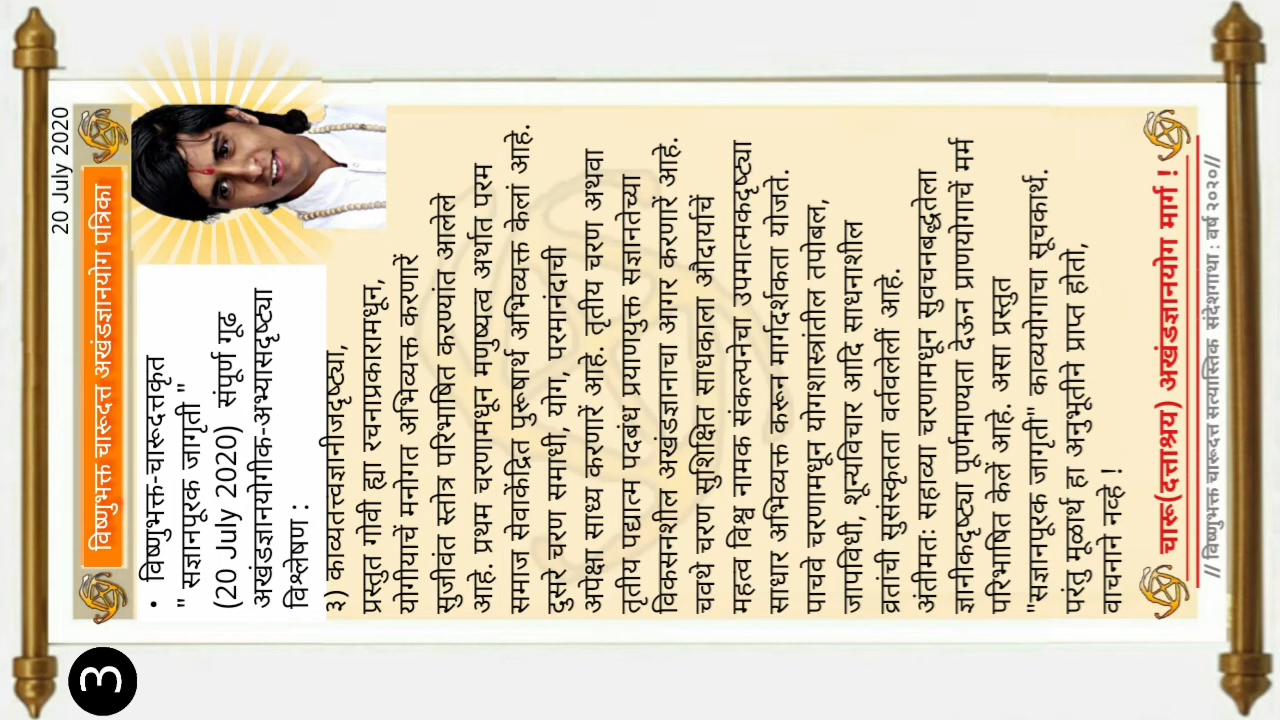 20 July 2020
विष्णुभक्त चारूदत्त अखंडज्ञानयोग पत्रिका
• विष्णुभक्त-चारूदत्तकृत
" सज्ञानपूरक जागृती "
(20 July 2020) संपूर्ण गूढ
अखंडज्ञानयोगीक-अभ्यासदृष्ट्या
विश्लेषण :
३) काव्यतत्त्वज्ञानीजदृष्ट्या,
प्रस्तुत गोवी ह्या रचनाप्रकारामधून,
योगीयाचें मनोगत अभिव्यक्त करणारें
सुजीवंत स्तोत्र परिभाषित करण्यांत आलेलें
आहे. प्रथम चरणामधून मणुष्यत्व अर्थात परम
समाज सेवाकेंद्रित पुरूषार्थ अभिव्यक्त केलां आहे.
दुसरे चरण समाधी, योग, परमानंदाची
अपेक्षा साध्य करणारें आहे. तृतीय चरण अथवा
तृतीय पद्यात्म पदबंध प्रयाणयुक्त सज्ञानतेच्या
विकसनशील अखंडज्ञानाचा आगर करणारें आहे.
चवथे चरण सुशिक्षित साधकाला औदार्याचें
महत्व विश्व नामक संकल्पनेचा उपमात्मकदृष्ट्या
साधार अभिव्यक्त करून मार्गदर्शकता योजते.
पाचवे चरणामधून योगशास्त्रांतील तपोबल,
जापविधी, शून्यविचार आदि साधनाशील
व्रतांची सुसंस्कृतता वर्तवलेलीं आहे.
अंतीमतः सहाव्या चरणामधून सुवचनबद्धतेला
ज्ञानीकदृष्ट्या पूर्णमाण्यता देऊन प्राणयोगाचें मर्म
परिभाषित केलें आहे. असा प्रस्तुत
"सज्ञानपूरक जागृती" काव्ययोगाचा सूचकार्थ.
परंतु मूळार्थ हा अनुभूतीने प्राप्त होतो,
वाचनाने नव्हे !
चारू(दत्ताश्रय) अखंडज्ञानयोग मार्ग !
// विष्णुभक्त चारूदत्त सत्यास्तिक संदेशगाथा : वर्ष २०२०//
3